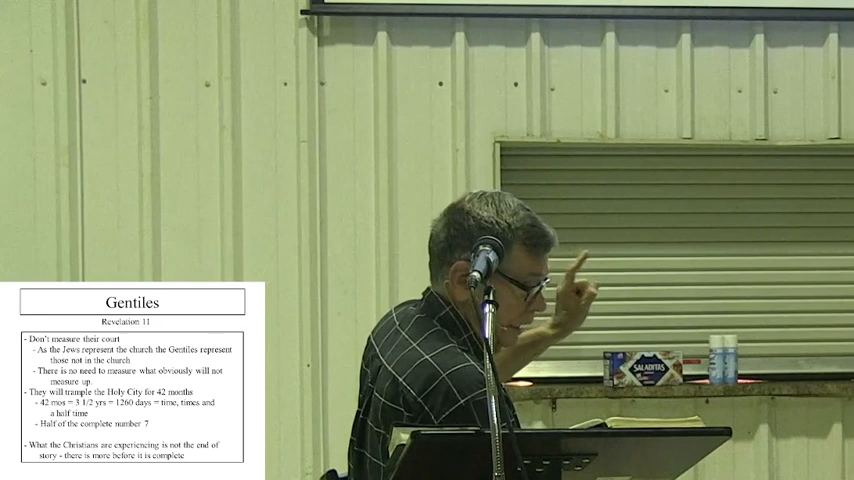 Gentiles
Revelation 11
- Don't measure their court
- As the Jews represent the church the Gentiles represent
those not in the church
- There is no need to measure what obviously will not
measure up.
- They will trample the Holy City for 42 months
- 42 mos = 3 1/2 yrs = 1260 days = time, times and
a half time
- Half of the complete number 7
- What the Christians are experiencing is not the end of
story - there is more before it is complete
SALADITAS